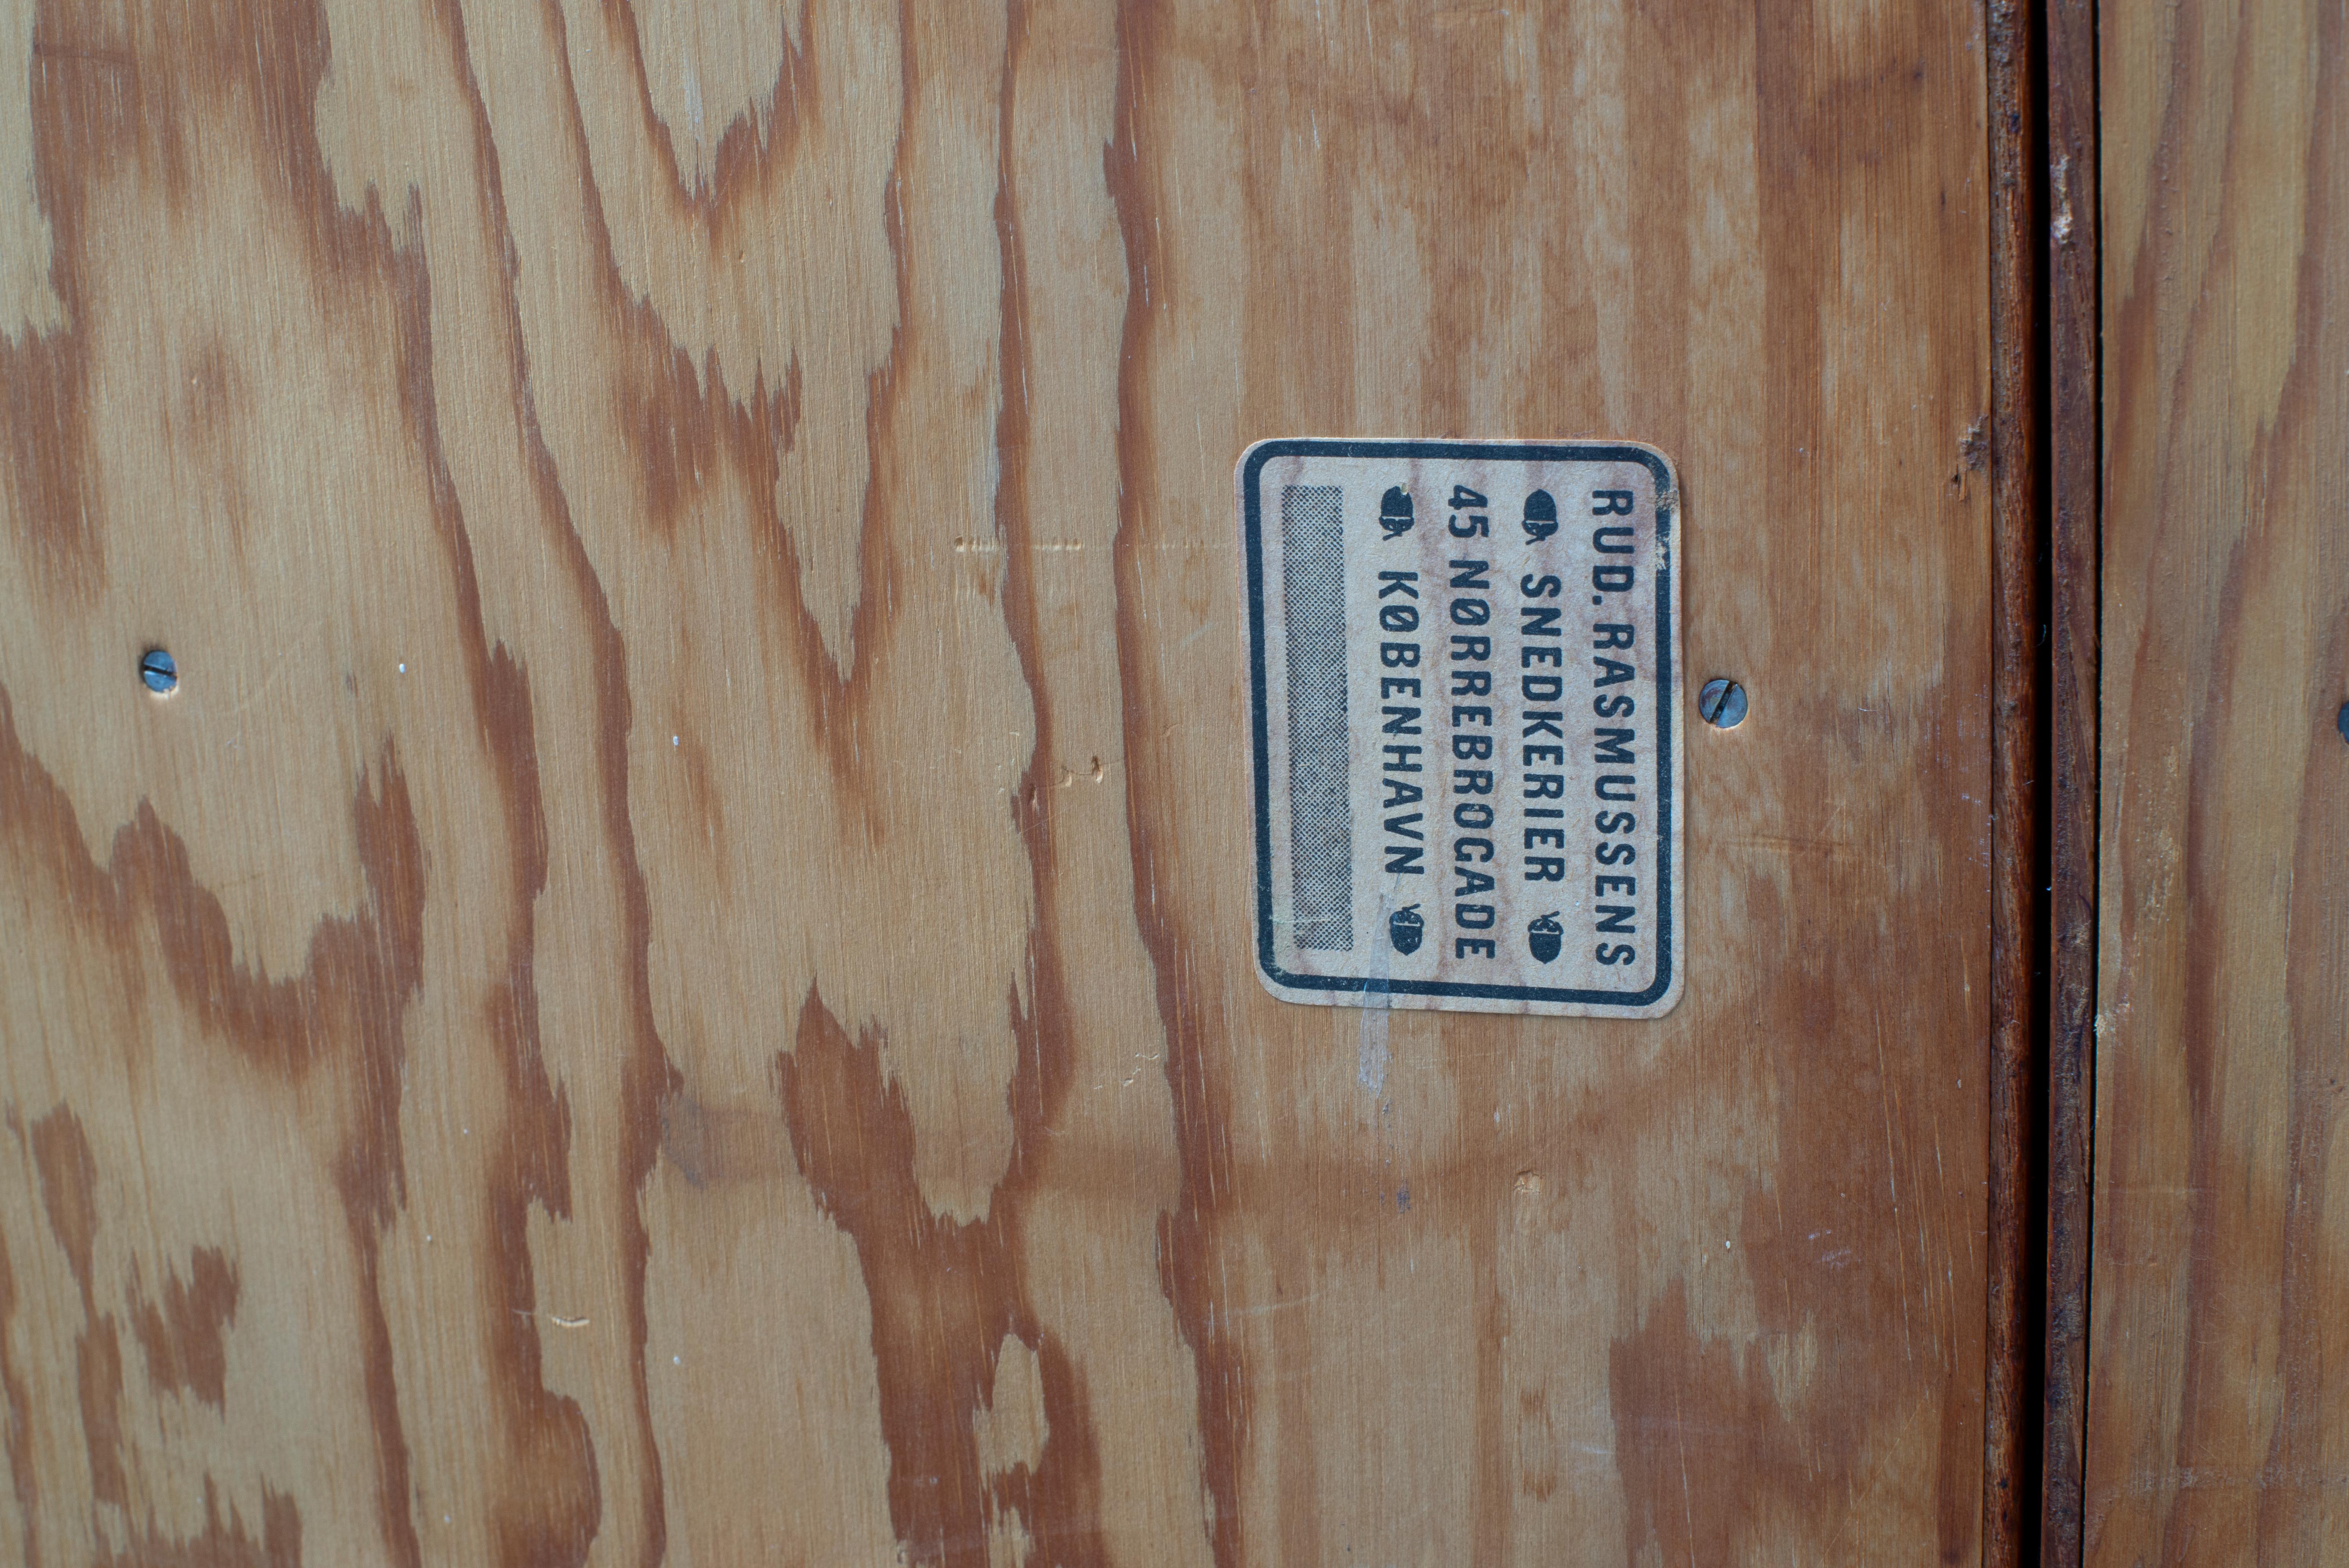 RUD. RASMUSSENS
SNEDKERIER
45 NØRREBROGADE
KØBENHAVN